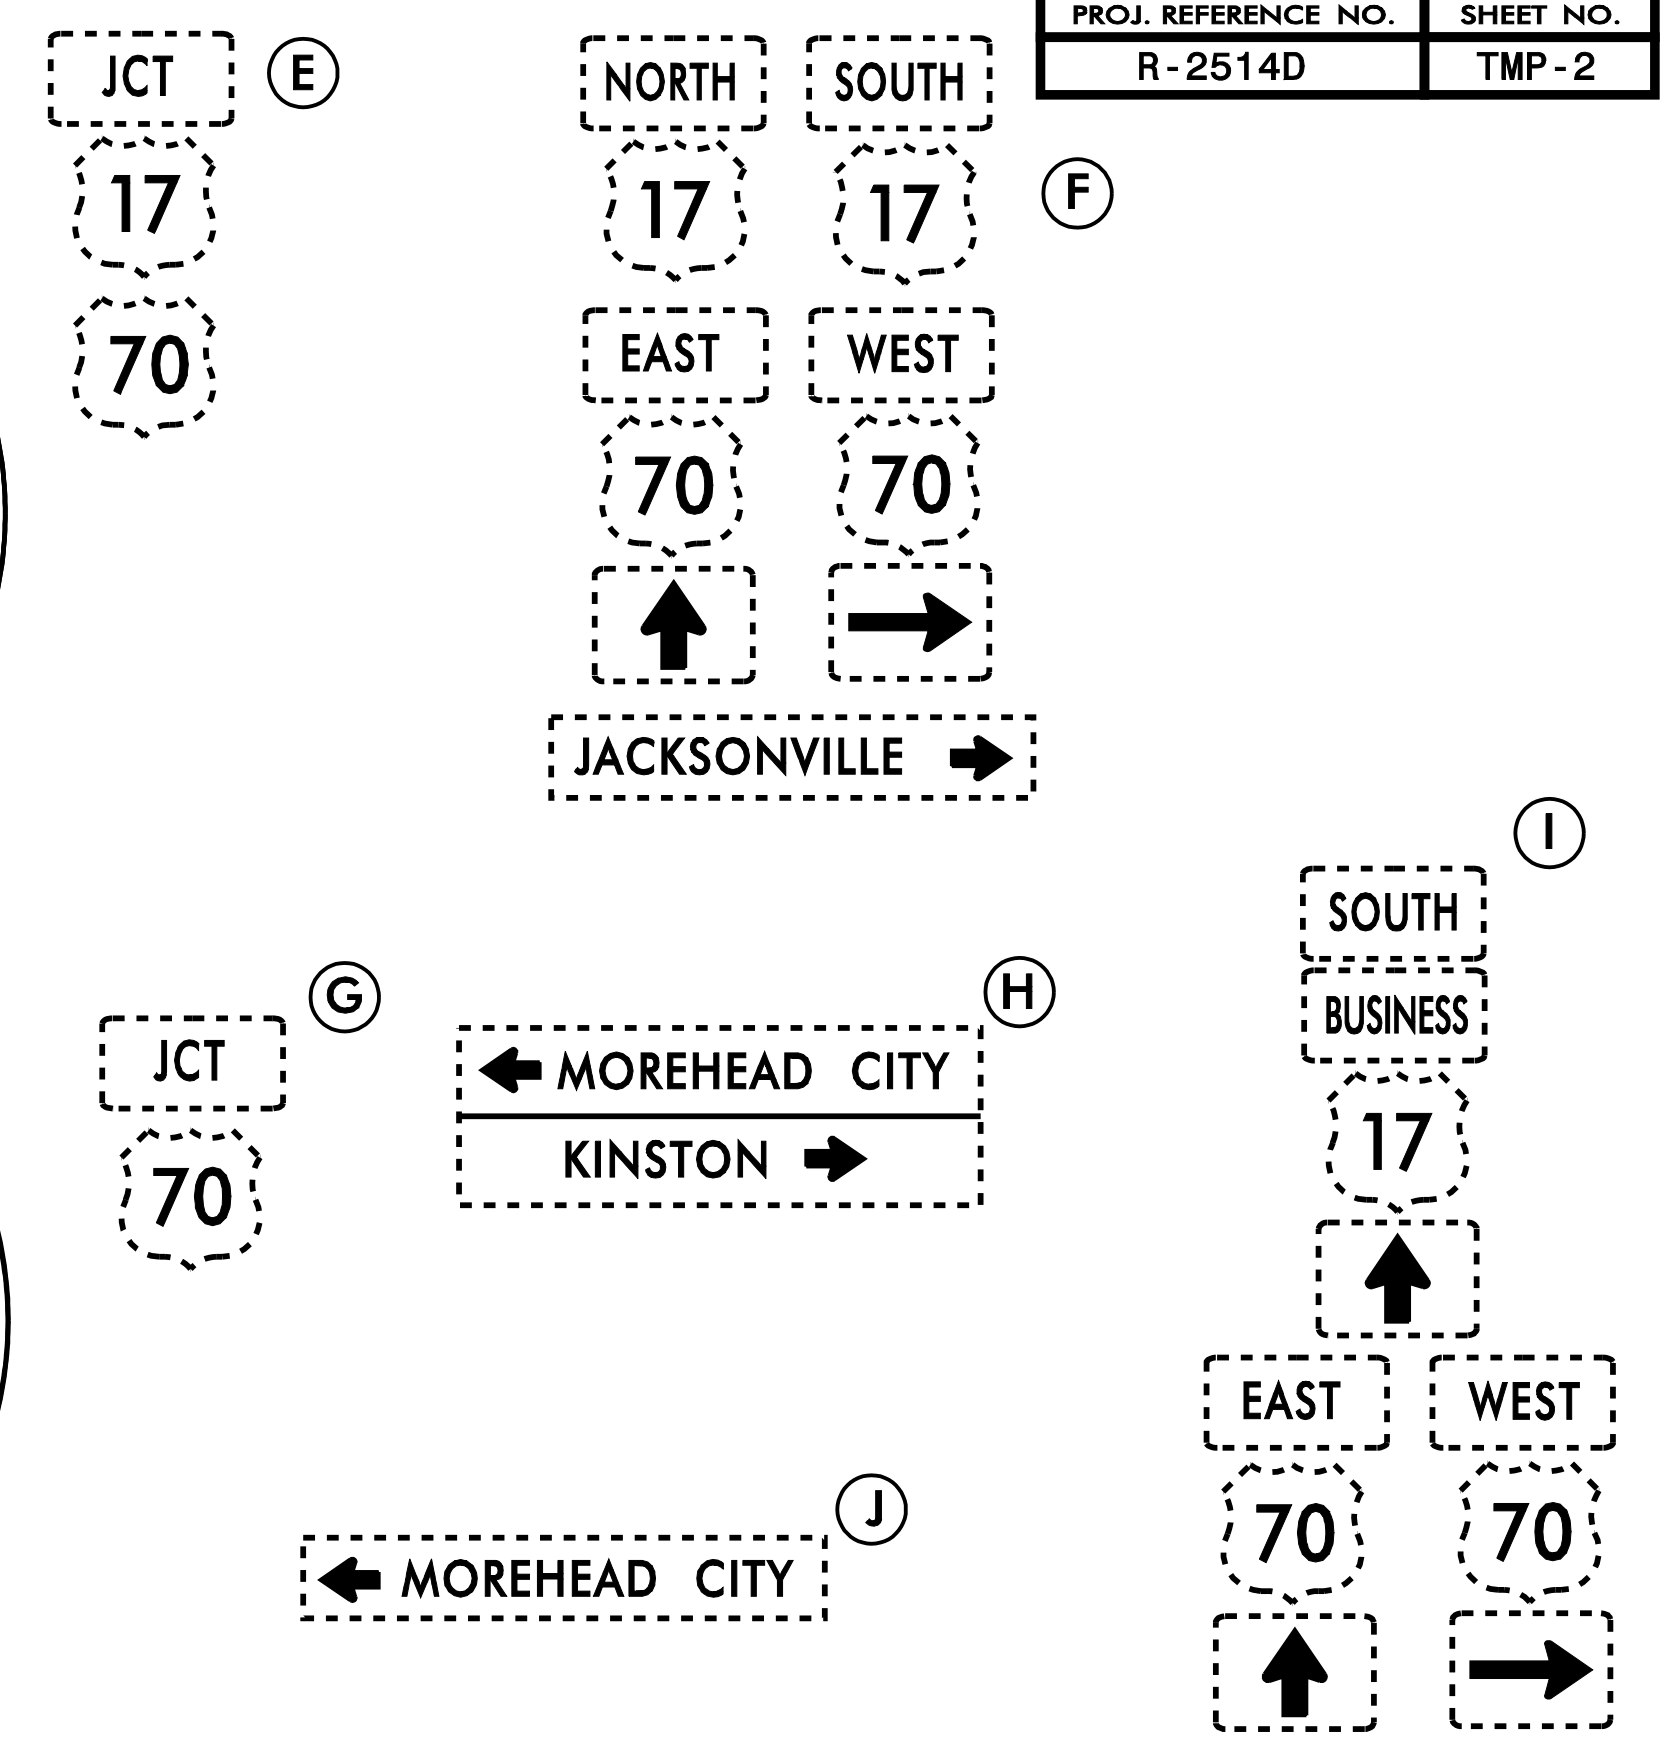 PROJ. REFERENCE NO. SHEET NO.
R-2514D TMP-2
JCT E
17
70
NORTH SOUTH
17 17 F
EAST WEST
70 70
JACKSONVILLE
G
JCT
70
H
MOREHEAD CITY
KINSTON
I
SOUTH
BUSINESS
17
EAST WEST
70 70
J
MOREHEAD CITY